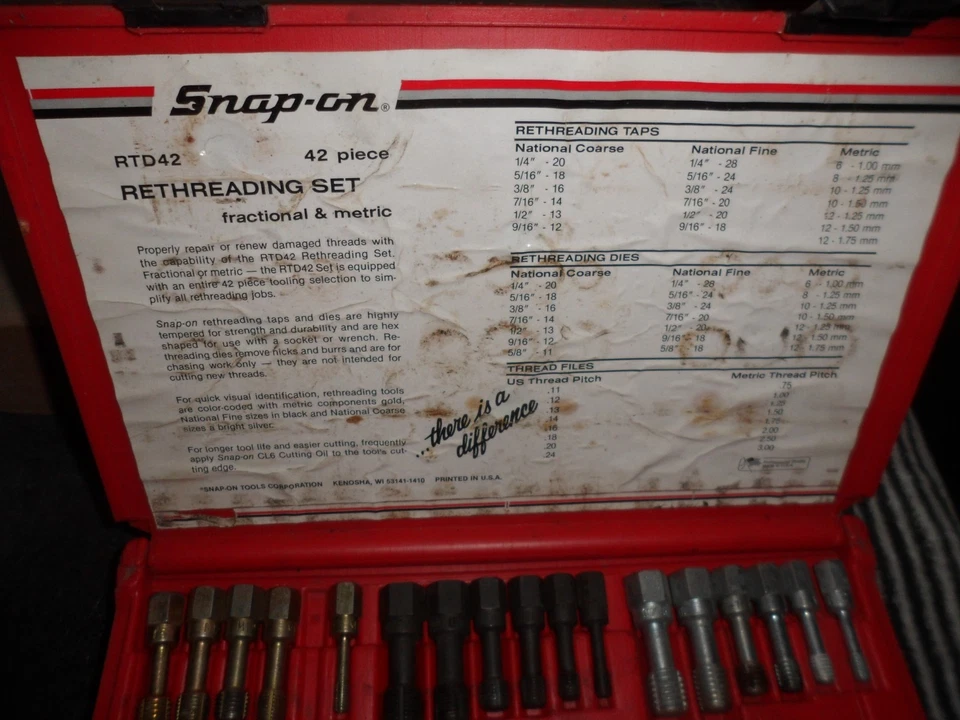 Snap-on®
RTD42 42 piece
RETHREADING SET
fractional & metric
Properly repair or renew damaged threads with
the capability of the RTD42 Rethreading Set.
Fractional or metric — the RTD42 Set is equipped
with an entire 42 piece tooling selection to sim-
plify all rethreading jobs.
Snap-on rethreading taps and dies are highly
tempered for strength and durability and are hex
shaped for use with a socket or wrench. Re-
threading dies remove nicks and burrs and are for
chasing work only — they are not intended for
cutting new threads.
For quick visual identification, rethreading tools
are color-coded with metric components gold,
National Fine sizes in black and National Coarse
sizes a bright silver.
For longer tool life and easier cutting, frequently
apply Snap-on CL6 Cutting Oil to the tool's cut-
ting edge.
*SNAP-ON TOOLS CORPORATION KENOSHA, WI 53141-1410 PRINTED IN U.S.A.
...there is a
difference
RETHREADING TAPS
National Coarse National Fine Metric
1/4" - 20 1/4" - 28 6 - 1.00 mm
5/16" - 18 5/16" - 24 8 - 1.25 mm
3/8" - 16 3/8" - 24 10 - 1.25 mm
7/16" - 14 7/16" - 20 10 - 1.50 mm
1/2" - 13 1/2" - 20 12 - 1.25 mm
9/16" - 12 9/16" - 18 12 - 1.50 mm
12 - 1.75 mm
RETHREADING DIES
National Coarse National Fine Metric
1/4" - 20 1/4" - 28 6 - 1.00 mm
5/16" - 18 5/16" - 24 8 - 1.25 mm
3/8" - 16 3/8" - 24 10 - 1.25 mm
7/16" - 14 7/16" - 20 10 - 1.50 mm
1/2" - 13 1/2" - 20 12 - 1.25 mm
9/16" - 12 9/16" - 18 12 - 1.50 mm
5/8" - 11 5/8" - 18 12 - 1.75 mm
THREAD FILES
US Thread Pitch Metric Thread Pitch
.11 .75
.12 1.00
.13 1.25
.14 1.50
.16 1.75
.18 2.00
.20 2.50
.24 3.00